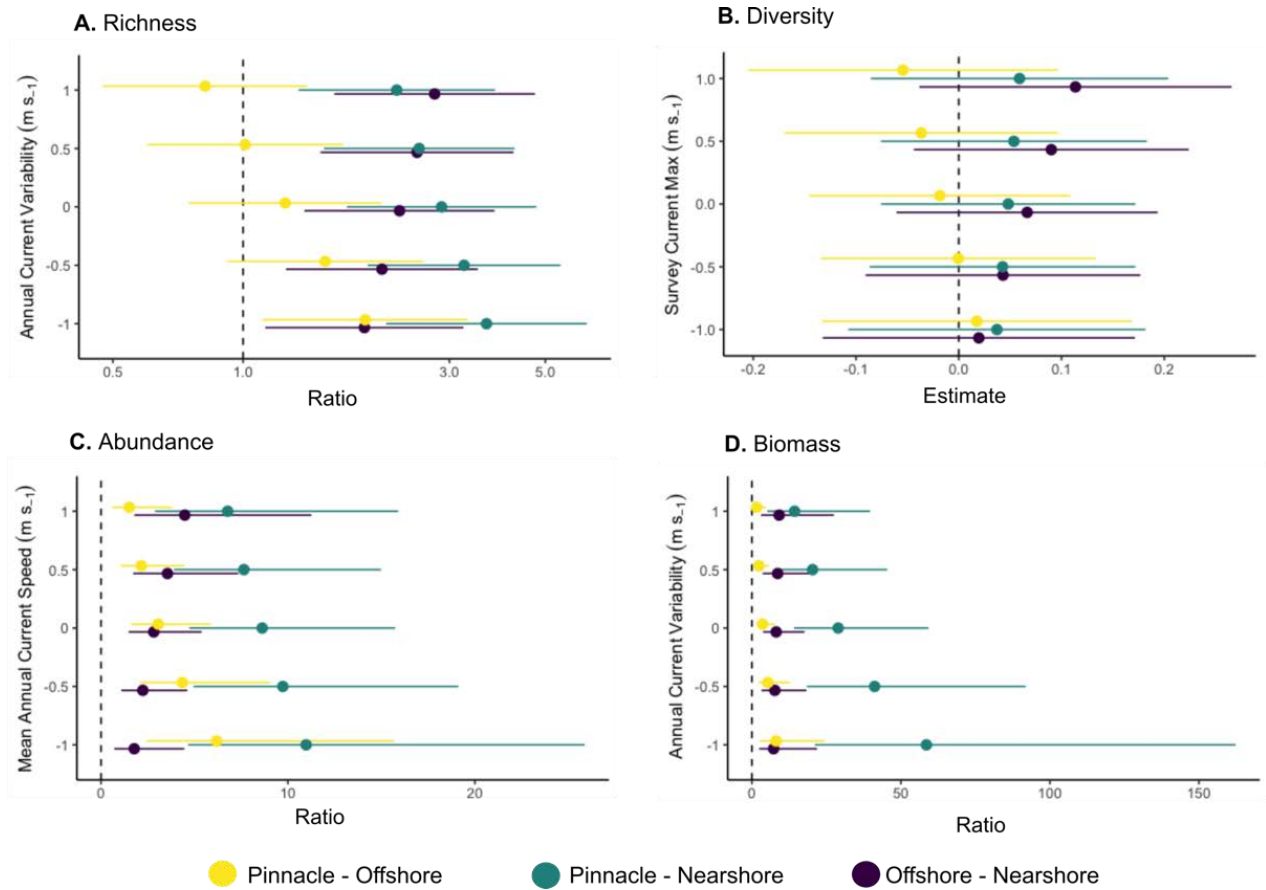 A. Richness
Annual Current Variability (m s-1)
1
0.5
0
-0.5
-1
0.5
1.0
3.0
5.0
Ratio
B. Diversity
Survey Current Max (m s-1)
1.0
0.5
0.0
-0.5
-1.0
-0.2
-0.1
0.0
0.1
0.2
Estimate
C. Abundance
Mean Annual Current Speed (m s-1)
1
0.5
0
-0.5
-1
0
10
20
Ratio
D. Biomass
Annual Current Variability (m s-1)
1
0.5
0
-0.5
-1
0
50
100
150
Ratio
Pinnacle - Offshore
Pinnacle - Nearshore
Offshore - Nearshore